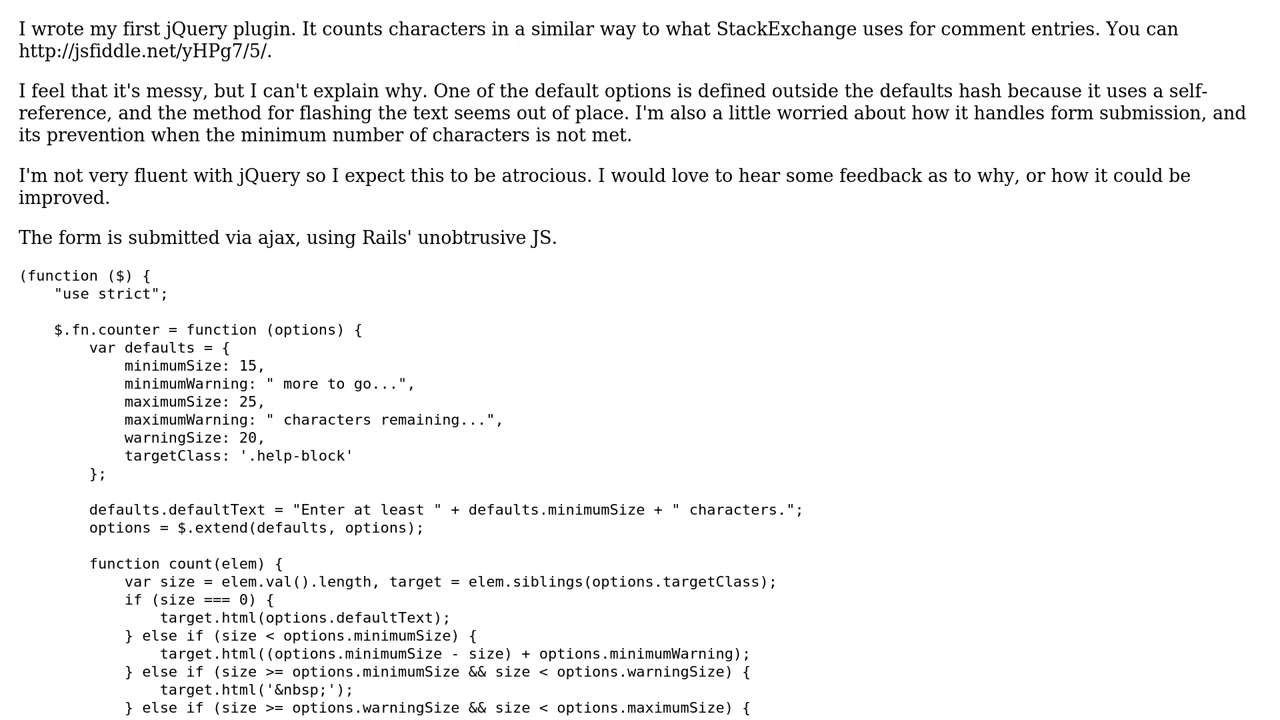 I wrote my first jQuery plugin. It counts characters in a similar way to what StackExchange uses for comment entries. You can
http://jsfiddle.net/yHPg7/5/.
I feel that it's messy, but I can't explain why. One of the default options is defined outside the defaults hash because it uses a self-
reference, and the method for flashing the text seems out of place. I'm also a little worried about how it handles form submission, and
its prevention when the minimum number of characters is not met.
I'm not very fluent with jQuery so I expect this to be atrocious. I would love to hear some feedback as to why, or how it could be
improved.
The form is submitted via ajax, using Rails' unobtrusive JS.
(function ($) {
    "use strict";
    $.fn.counter = function (options) {
        var defaults = {
            minimumSize: 15,
            minimumWarning: " more to go...",
            maximumSize: 25,
            maximumWarning: " characters remaining...",
            warningSize: 20,
            targetClass: '.help-block'
        };
        defaults.defaultText = "Enter at least " + defaults.minimumSize + " characters.";
        options = $.extend(defaults, options);
        function count(elem) {
            var size = elem.val().length, target = elem.siblings(options.targetClass);
            if (size === 0) {
                target.html(options.defaultText);
            } else if (size < options.minimumSize) {
                target.html((options.minimumSize - size) + options.minimumWarning);
            } else if (size >= options.minimumSize && size < options.warningSize) {
                target.html('&nbsp;');
            } else if (size >= options.warningSize && size < options.maximumSize) {